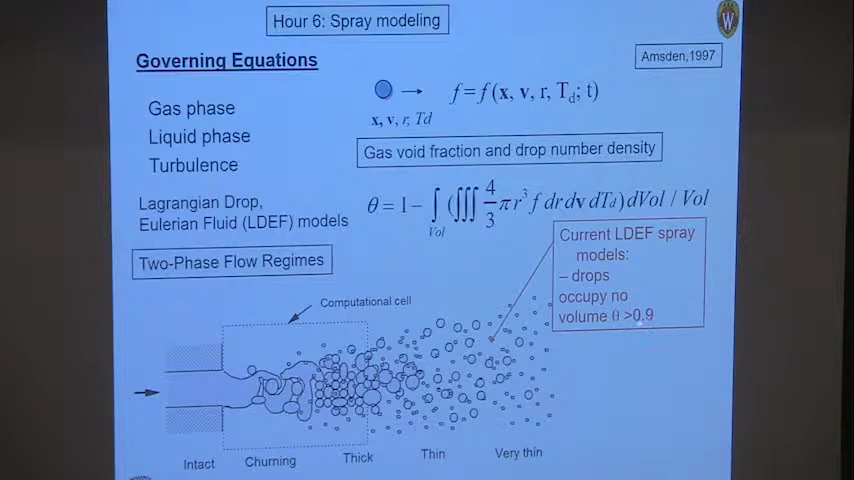 Hour 6: Spray modeling
W
Governing Equations
Amsden,1997
f=f(x, v, r, T_d; t)
x, v, r, Td
Gas phase
Liquid phase
Turbulence
Gas void fraction and drop number density
Lagrangian Drop,
Eulerian Fluid (LDEF) models
θ = 1 − ∫_Vol (∭ 4/3 πr³ f dr dv dT_d) dVol / Vol
Two-Phase Flow Regimes
Current LDEF spray
models:
– drops
occupy no
volume θ >0.9
Computational cell
Intact
Churning
Thick
Thin
Very thin